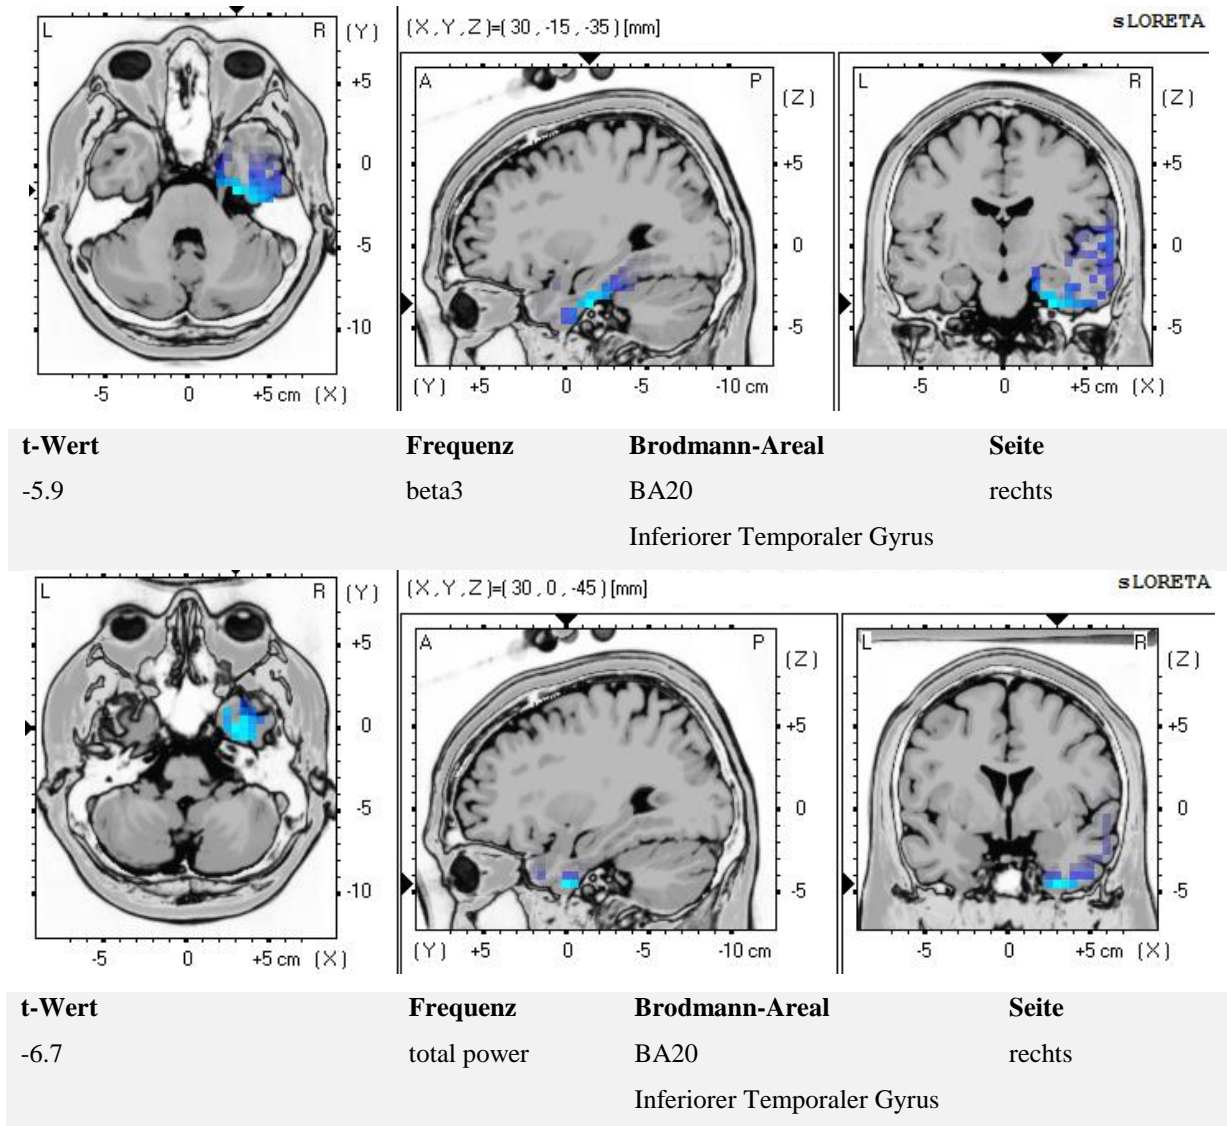 L R (Y) (X,Y,Z)=(30,-15,-35)[mm] sLORETA
A P (Z) L R (Z)
+5 0 -5 -10
+5 0 -5
+5 0 -5
-5 0 +5 cm (X) (Y) +5 0 -5 -10 cm -5 0 +5 cm (X)
t-Wert Frequenz Brodmann-Areal Seite
-5.9 beta3 BA20 rechts
Inferiorer Temporaler Gyrus
L R (Y) (X,Y,Z)=(30,0,-45)[mm] sLORETA
A P (Z) L R (Z)
+5 0 -5 -10
+5 0 -5
+5 0 -5
-5 0 +5 cm (X) (Y) +5 0 -5 -10 cm -5 0 +5 cm (X)
t-Wert Frequenz Brodmann-Areal Seite
-6.7 total power BA20 rechts
Inferiorer Temporaler Gyrus